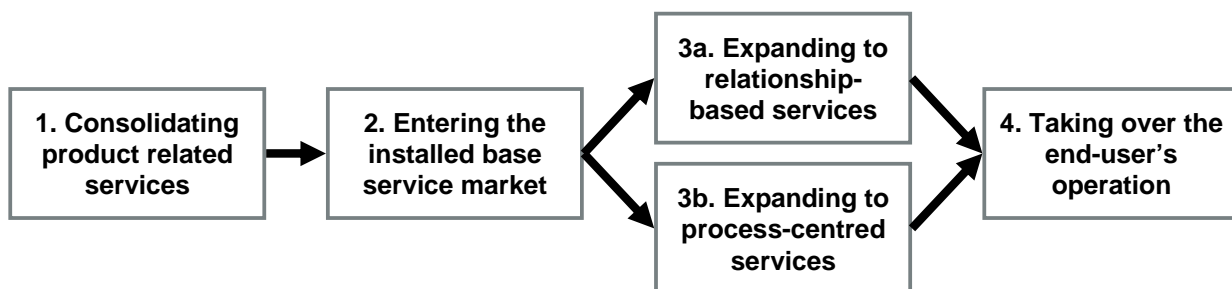 1. Consolidating
product related
services
2. Entering the
installed base
service market
3a. Expanding to
relationship-
based services
3b. Expanding to
process-centred
services
4. Taking over the
end-user’s
operation